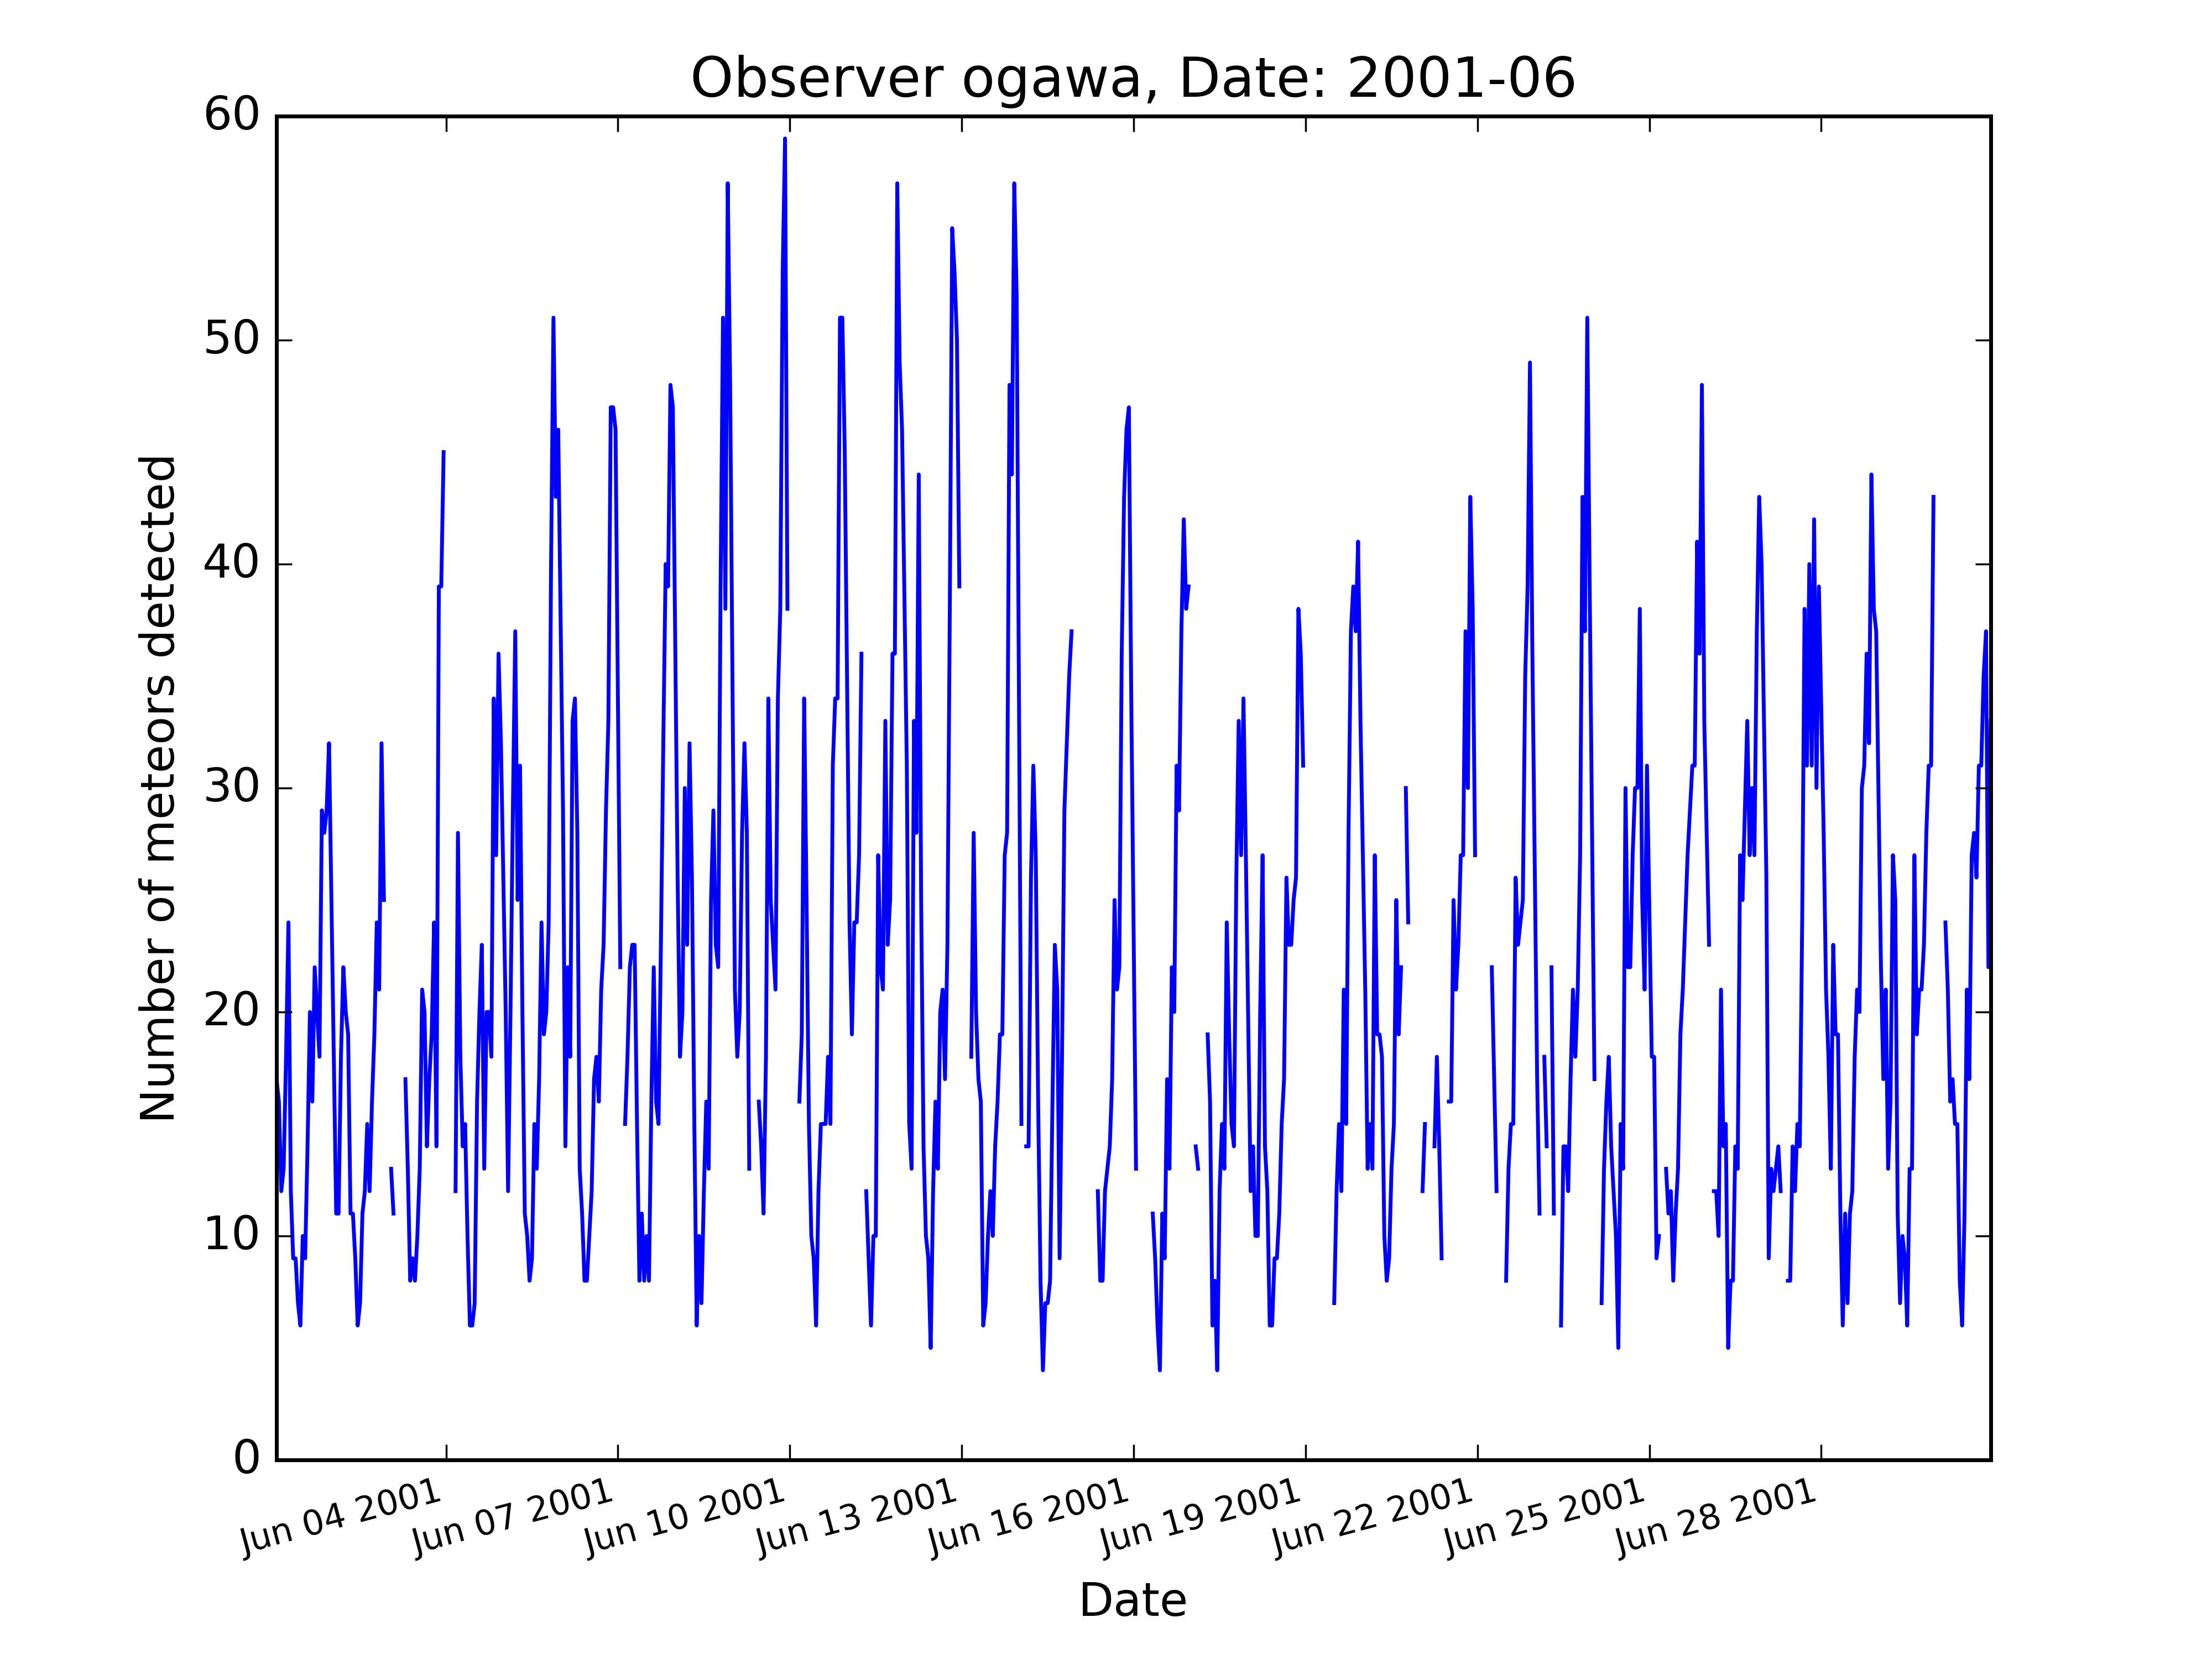 Observer ogawa, Date: 2001-06
Number of meteors detected
60
50
40
30
20
10
0
Jun 04 2001
Jun 07 2001
Jun 10 2001
Jun 13 2001
Jun 16 2001
Jun 19 2001
Jun 22 2001
Jun 25 2001
Jun 28 2001
Date